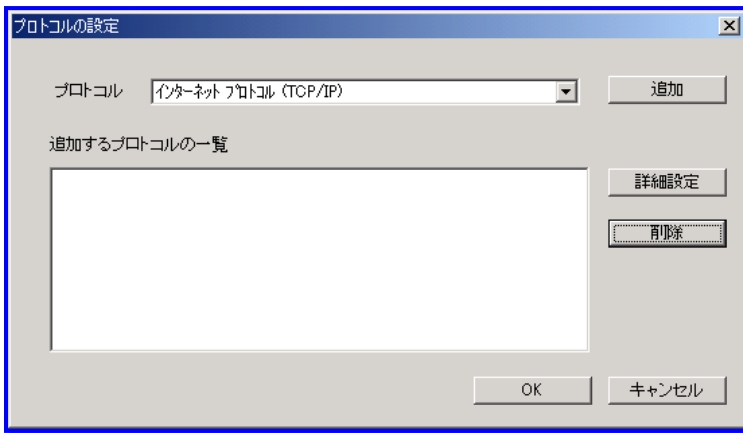 プロトコルの設定
プロトコル
インターネット プロトコル (TCP/IP)
追加
追加するプロトコルの一覧
詳細設定
削除
OK
キャンセル